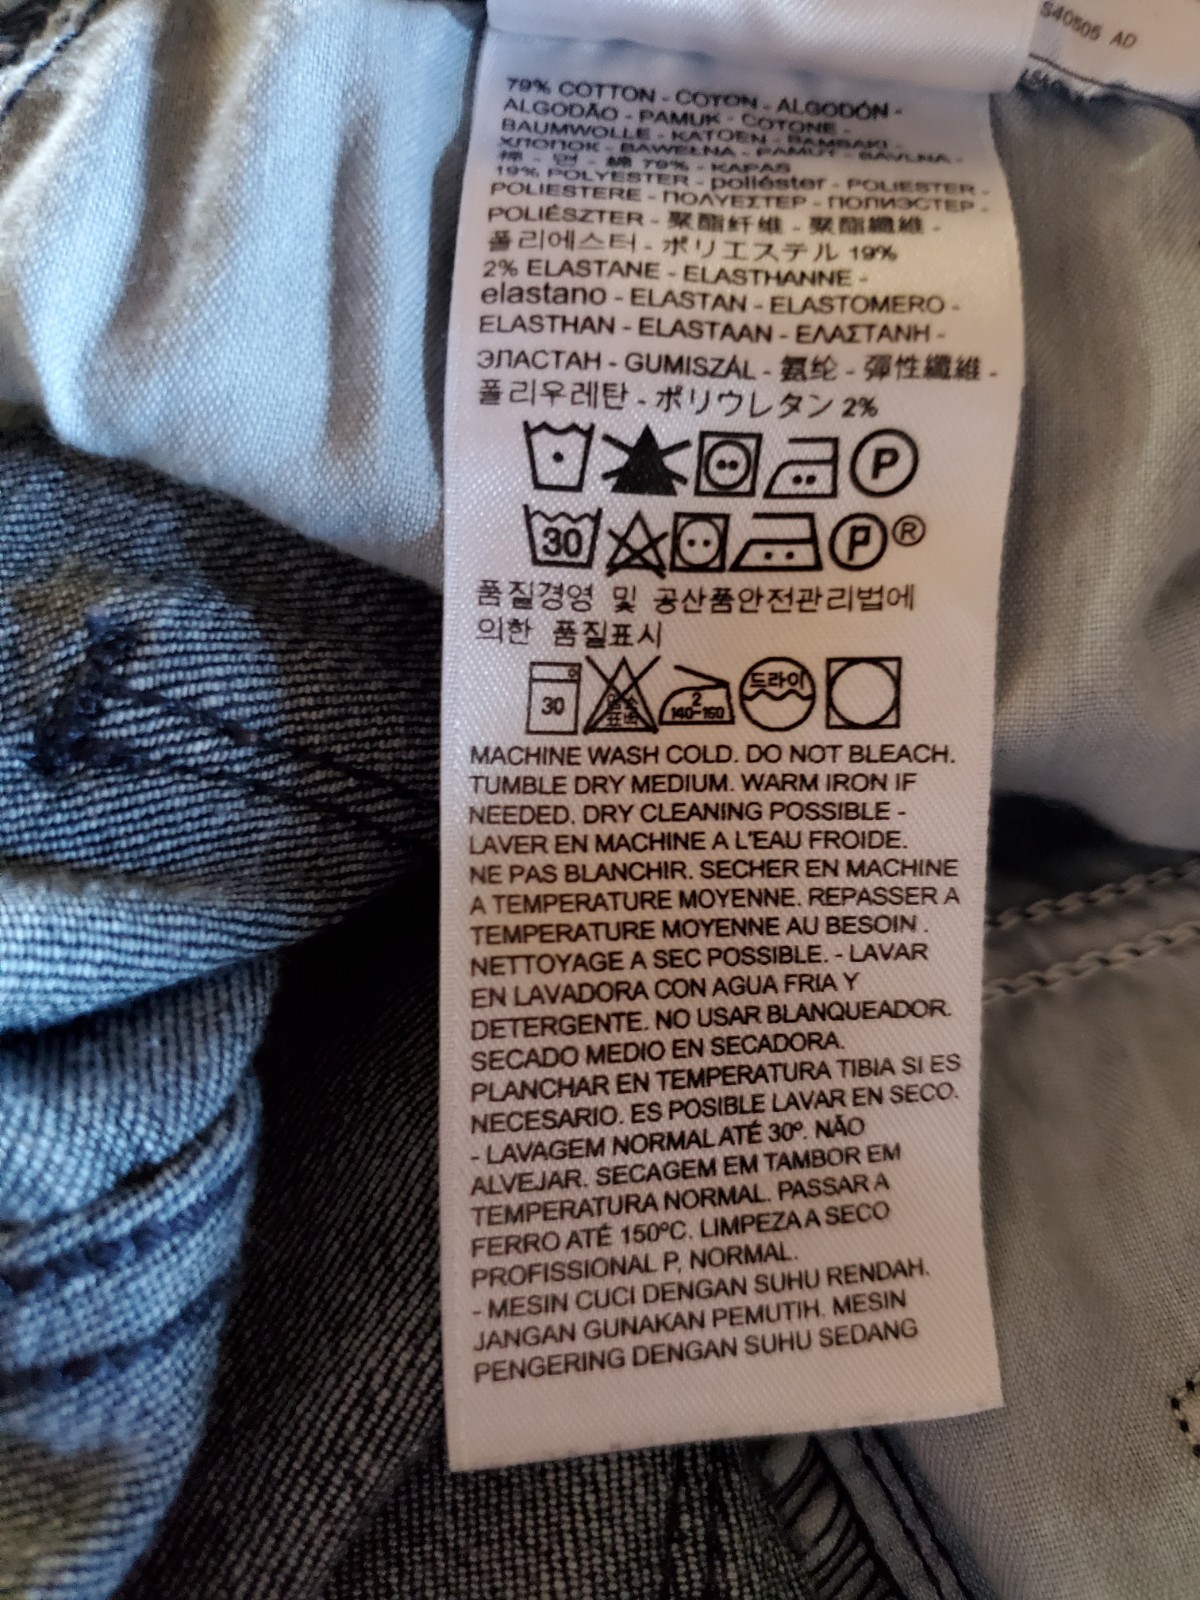 S40505 AD
79% COTTON - COTON - ALGODÓN -
ALGODÃO - PAMUK - COTONE -
BAUMWOLLE - KATOEN - ΒΑΜΒΑΚΙ -
ХЛОПОК - BAWEŁNA - PAMUT - BAVLNA -
棉 - 면 - 綿 79% - KAPAS
19% POLYESTER - poliéster - POLIESTER -
POLIESTERE - ΠΟΛΥΕΣΤΕΡ - ПОЛИЭСТЕР -
POLIÉSZTER - 聚酯纤维 - 聚酯纖維 -
폴리에스터 - ポリエステル 19%
2% ELASTANE - ELASTHANNE -
elastano - ELASTAN - ELASTOMERO -
ELASTHAN - ELASTAAN - ΕΛΑΣΤΑΝΗ -
ЭЛАСТАН - GUMISZÁL - 氨纶 - 彈性纖維 -
폴리우레탄 - ポリウレタン 2%
P
30 P ®
품질경영 및 공산품안전관리법에
의한 품질표시
30 염소표백 2 140-160 드라이
MACHINE WASH COLD. DO NOT BLEACH.
TUMBLE DRY MEDIUM. WARM IRON IF
NEEDED. DRY CLEANING POSSIBLE -
LAVER EN MACHINE A L'EAU FROIDE.
NE PAS BLANCHIR. SECHER EN MACHINE
A TEMPERATURE MOYENNE. REPASSER A
TEMPERATURE MOYENNE AU BESOIN .
NETTOYAGE A SEC POSSIBLE. - LAVAR
EN LAVADORA CON AGUA FRIA Y
DETERGENTE. NO USAR BLANQUEADOR.
SECADO MEDIO EN SECADORA.
PLANCHAR EN TEMPERATURA TIBIA SI ES
NECESARIO. ES POSIBLE LAVAR EN SECO.
- LAVAGEM NORMAL ATÉ 30º. NÃO
ALVEJAR. SECAGEM EM TAMBOR EM
TEMPERATURA NORMAL. PASSAR A
FERRO ATÉ 150ºC. LIMPEZA A SECO
PROFISSIONAL P, NORMAL.
- MESIN CUCI DENGAN SUHU RENDAH.
JANGAN GUNAKAN PEMUTIH. MESIN
PENGERING DENGAN SUHU SEDANG